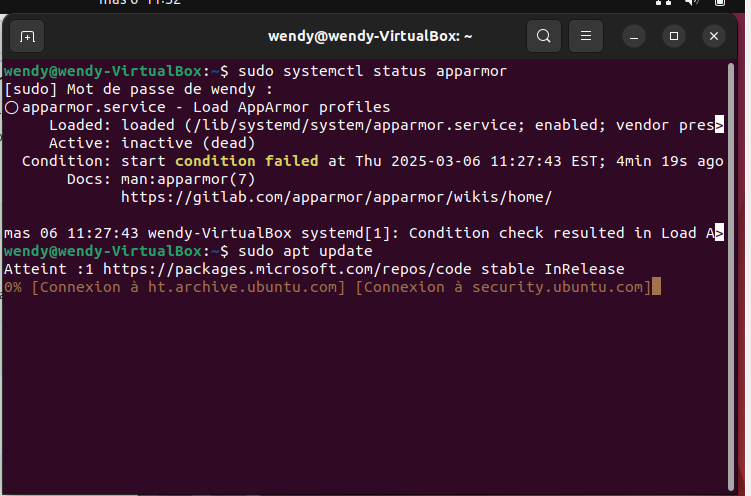 mas 6 11:32
wendy@wendy-VirtualBox: ~
wendy@wendy-VirtualBox:~$ sudo systemctl status apparmor
[sudo] Mot de passe de wendy :
○ apparmor.service - Load AppArmor profiles
Loaded: loaded (/lib/systemd/system/apparmor.service; enabled; vendor pres>
Active: inactive (dead)
Condition: start condition failed at Thu 2025-03-06 11:27:43 EST; 4min 19s ago
Docs: man:apparmor(7)
https://gitlab.com/apparmor/apparmor/wikis/home/
mas 06 11:27:43 wendy-VirtualBox systemd[1]: Condition check resulted in Load A>
wendy@wendy-VirtualBox:~$ sudo apt update
Atteint :1 https://packages.microsoft.com/repos/code stable InRelease
0% [Connexion à ht.archive.ubuntu.com] [Connexion à security.ubuntu.com]